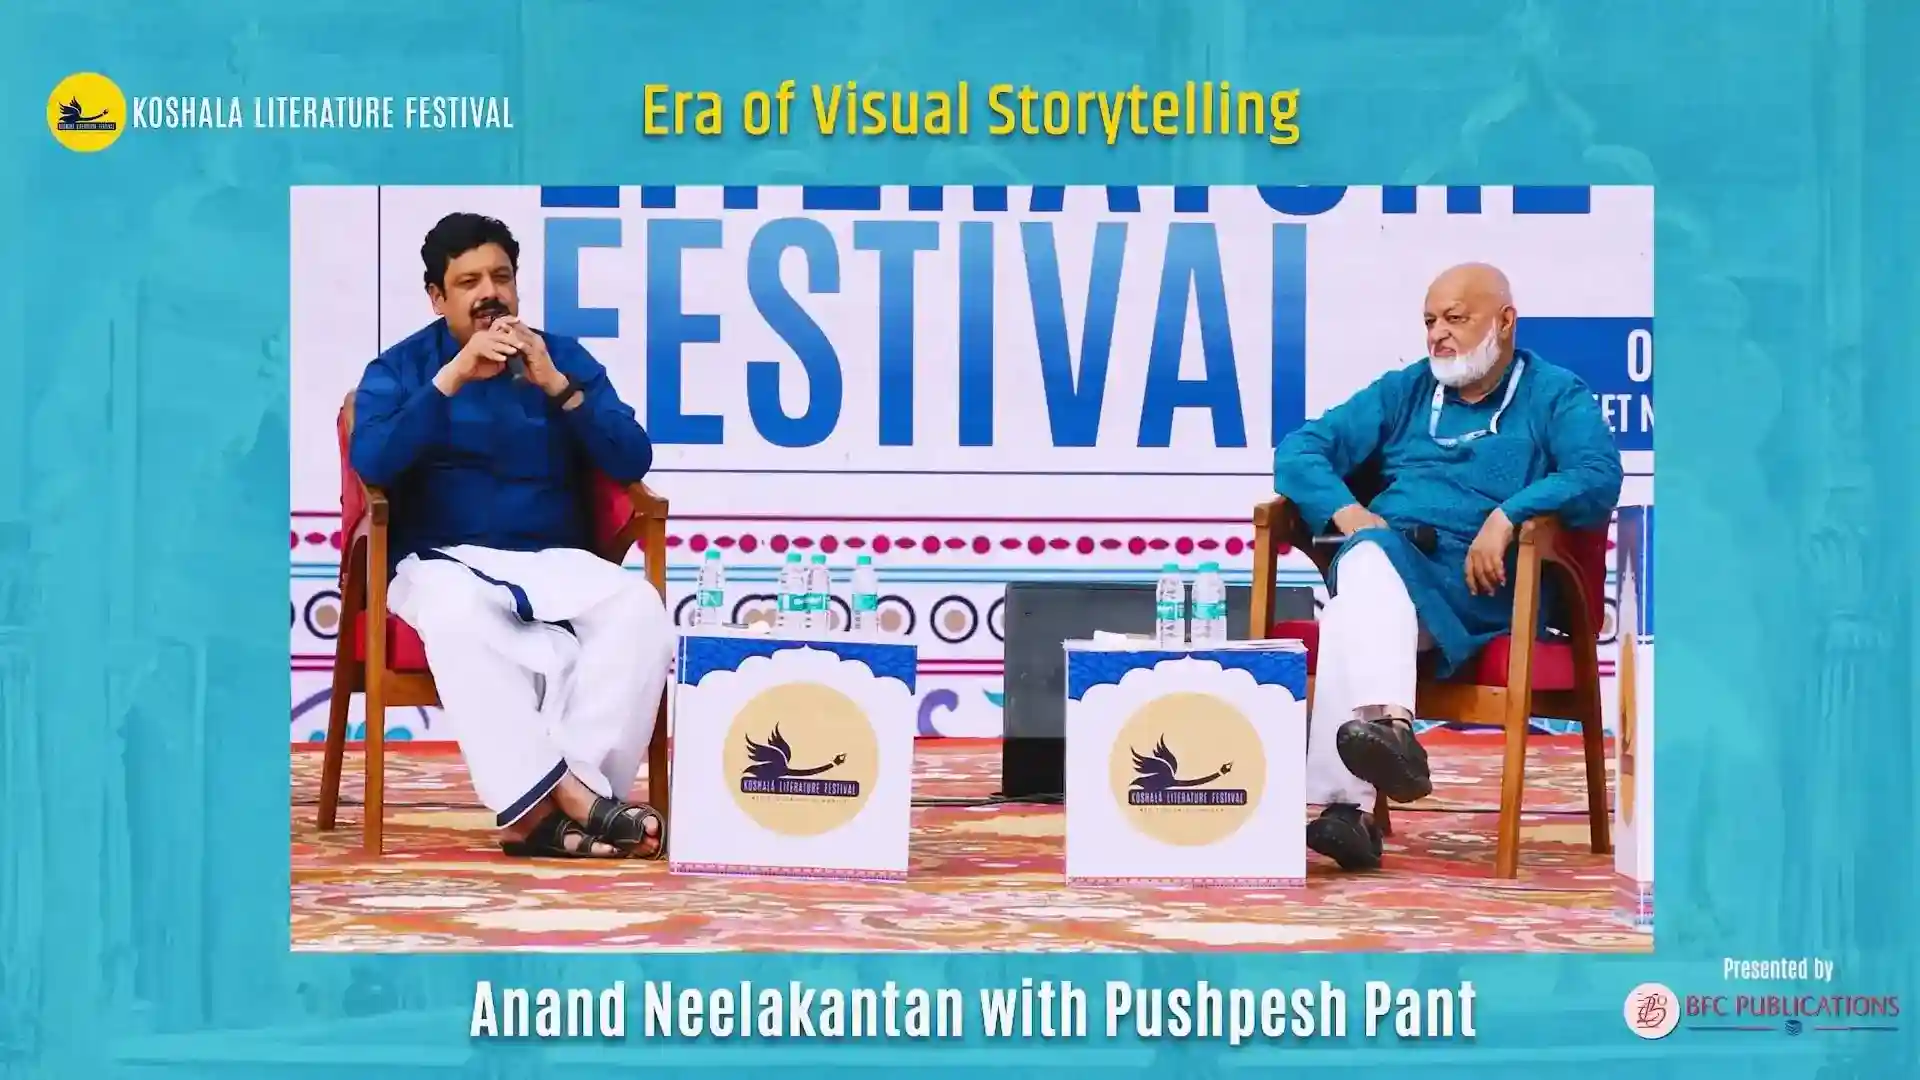 KOSHALA LITERATURE FESTIVAL
Era of Visual Storytelling
LITERATURE
FESTIVAL
KOSHALA LITERATURE FESTIVAL
KOSHALA LITERATURE FESTIVAL
Anand Neelakantan with Pushpesh Pant
Presented by
BFC PUBLICATIONS